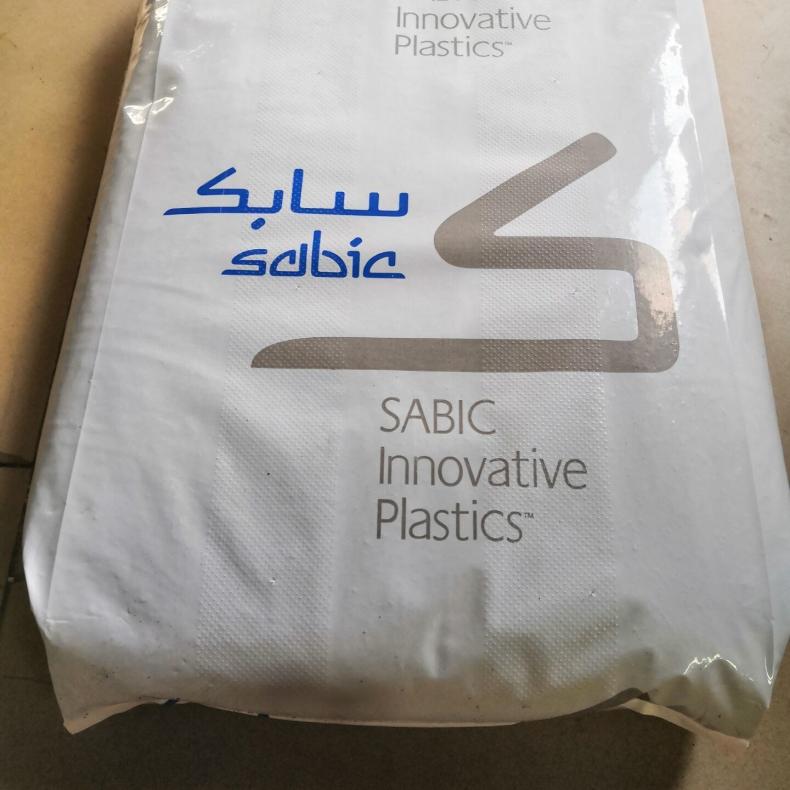 Innovative
Plastics™
سابك
sabic
SABIC
Innovative
Plastics™